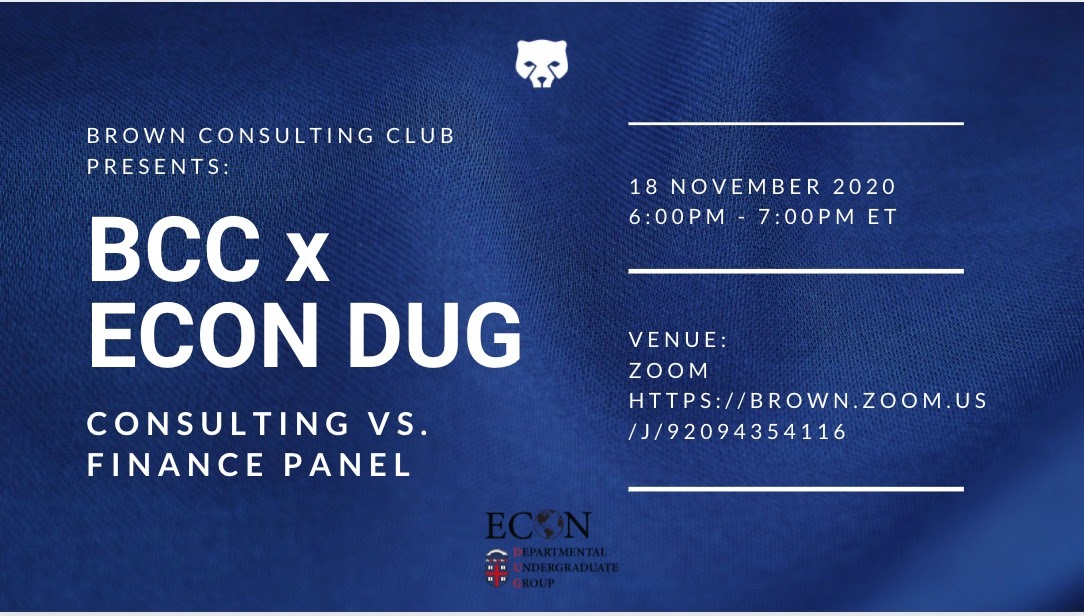 BROWN CONSULTING CLUB
PRESENTS:
BCC x
ECON DUG
CONSULTING VS.
FINANCE PANEL
18 NOVEMBER 2020
6:00PM - 7:00PM ET
VENUE:
ZOOM
HTTPS://BROWN.ZOOM.US
/J/92094354116
ECON
DEPARTMENTAL
UNDERGRADUATE
GROUP